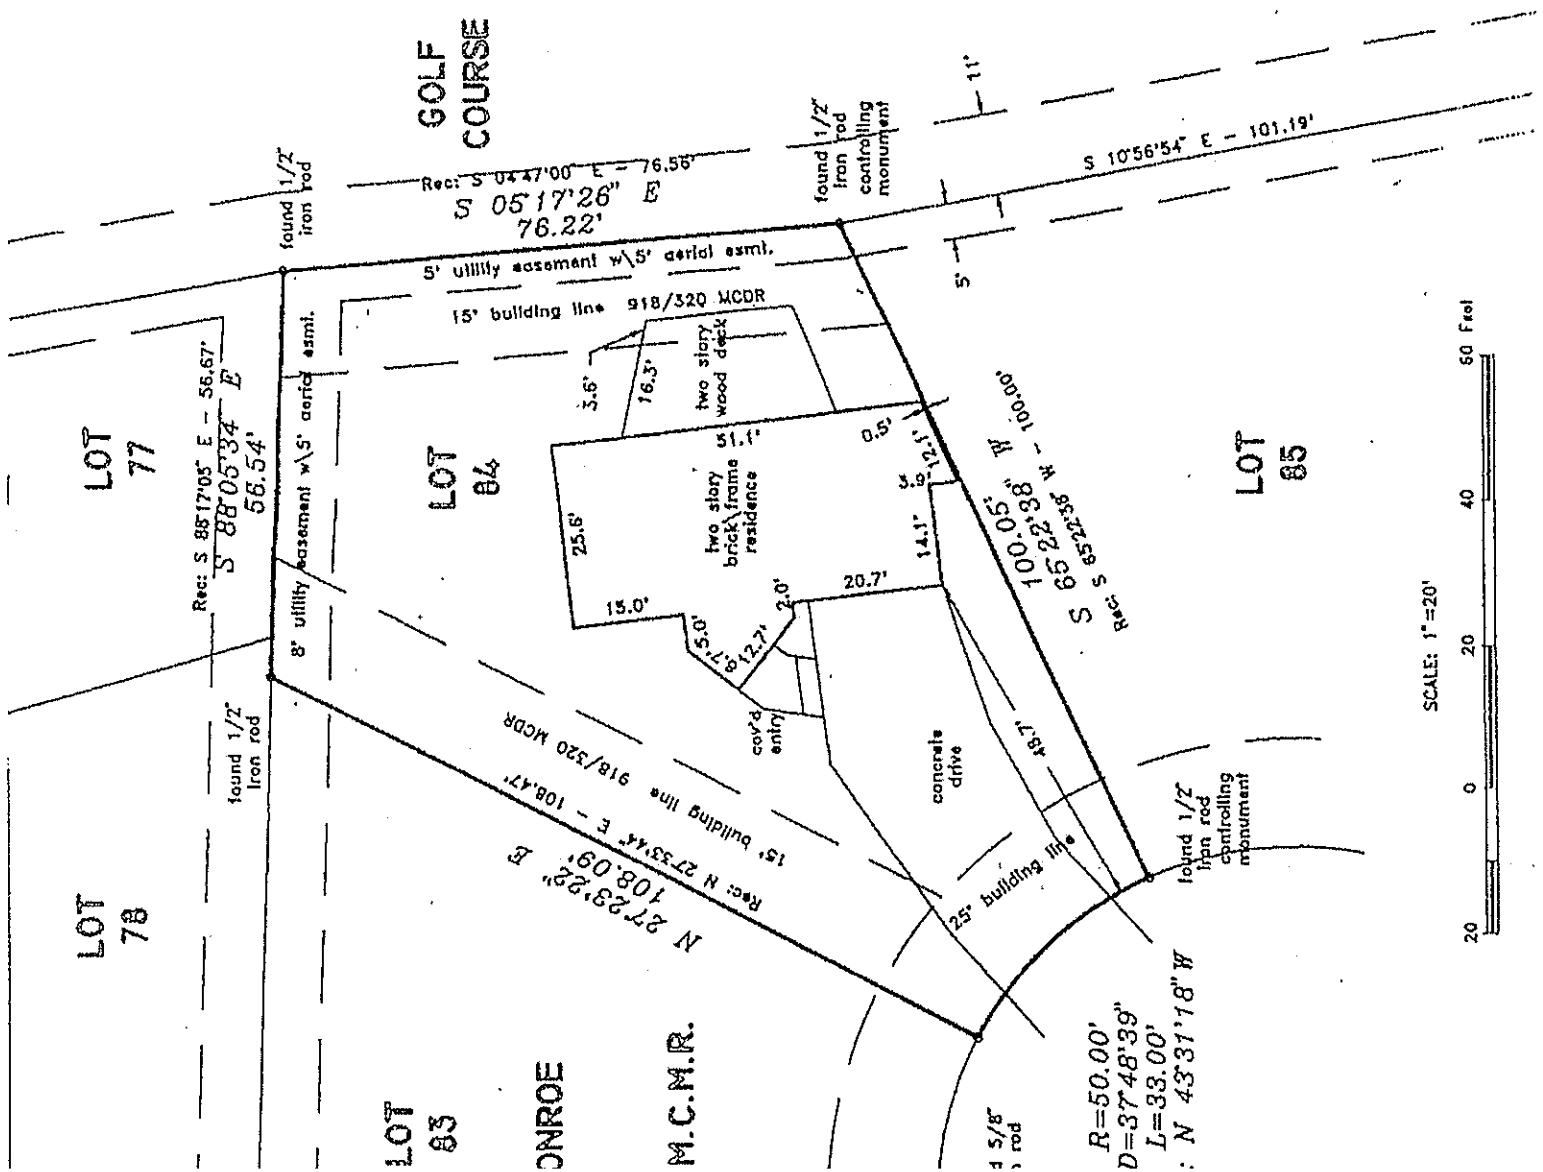 GOLF
COURSE
found 1/2"
iron rod
Rec: S 04°47'00" E - 76.56'
S 05°17'26" E
76.22'
found 1/2"
iron rod
controlling
monument
11'
S 10°56'54" E - 101.19'
5'
5' utility easement w\5' aerial esmt.
15' building line 918/320 MCDR
LOT
77
Rec: S 88°17'05" E - 56.67'
S 88°05'34" E
56.54'
8' utility easement w\5' aerial esmt.
LOT
84
3.6'
16.3'
two story
wood deck
51.1'
0.5'
12.1'
3.9'
14.1'
25.6'
two story
brick\frame
residence
15.0'
5.0'
8.7'
12.7'
2.0'
20.7'
100.05'
S 65°22'38" W
Rec: S 65°22'38" W - 100.00'
LOT
85
found 1/2"
iron rod
cov'd
entry
concrete
drive
48.7'
15' building line 918/320 MCDR
Rec: N 27°33'44" E - 108.47'
108.09'
N 27°23'22" E
25' building line
found 1/2"
iron rod
controlling
monument
LOT
78
LOT
83
ONROE
M.C.M.R.
d 5/8"
n rod
R=50.00'
D=37°48'39"
L=33.00'
: N 43°31'18" W
20 0 20 40 60 Feet
SCALE: 1"=20'